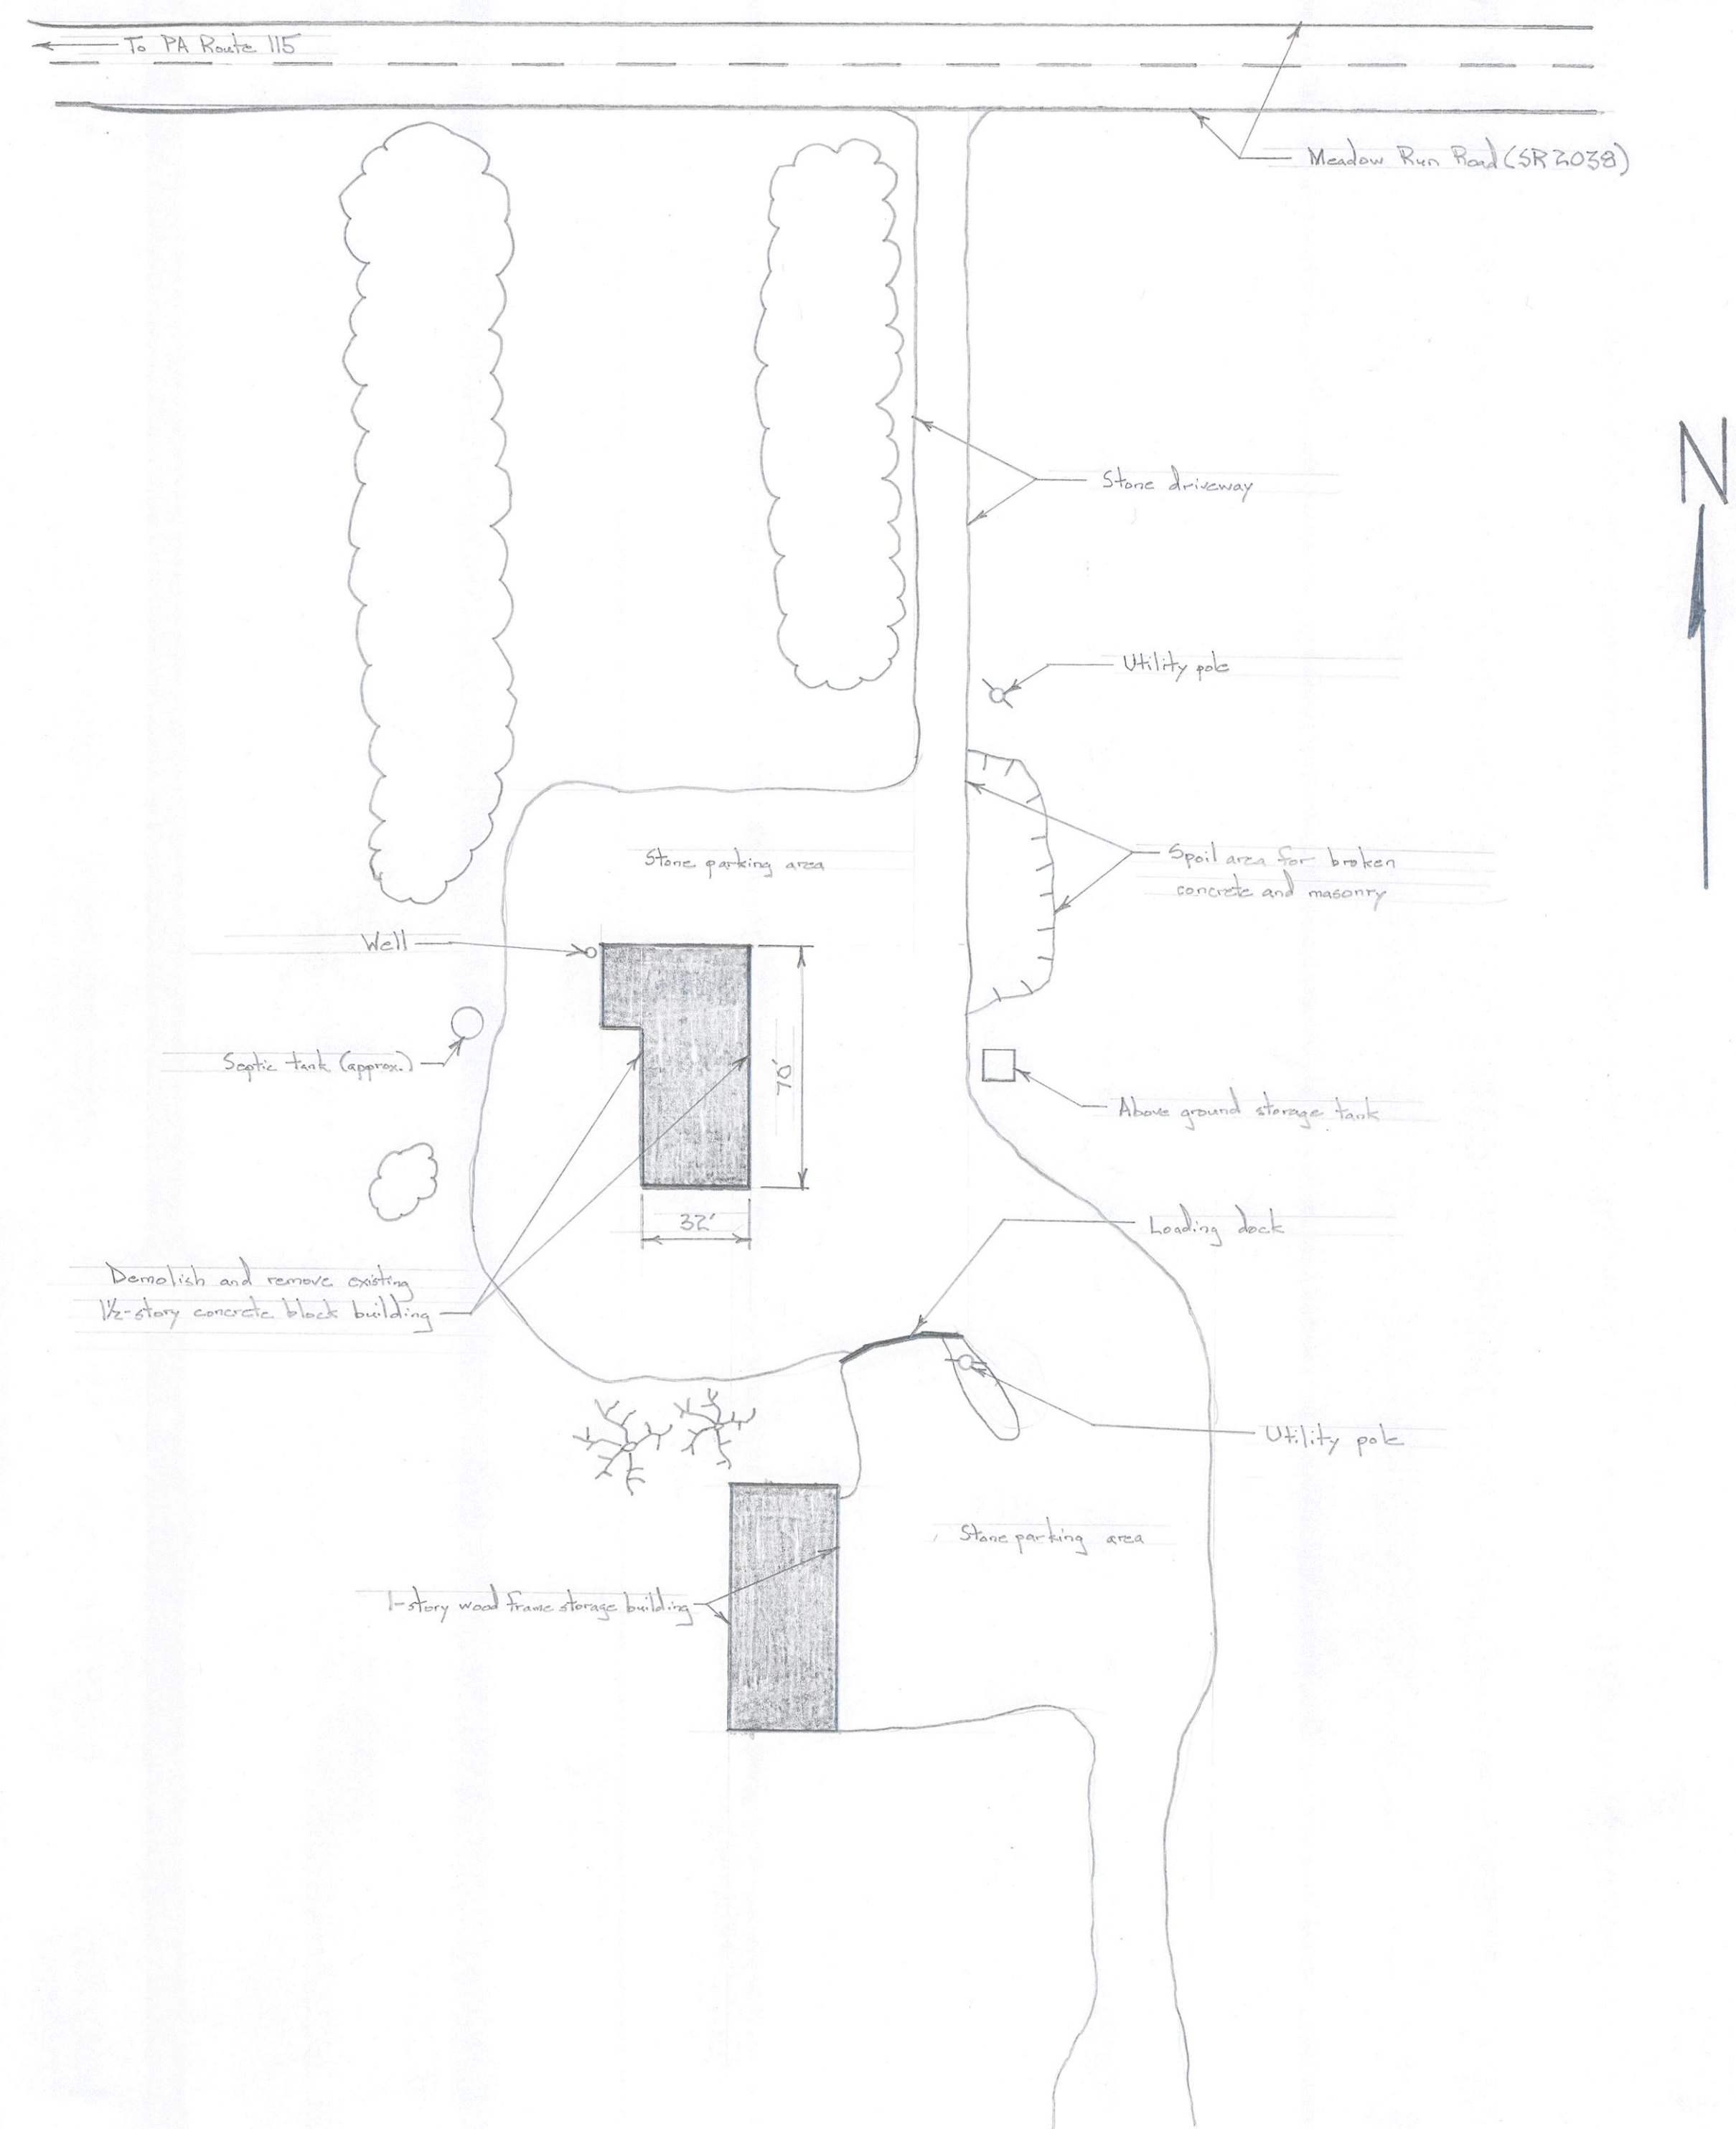 To PA Route 115
Meadow Run Road (SR 2038)
N
Stone driveway
Utility pole
Stone parking area
Spoil area for broken
concrete and masonry
Well
70'
Septic tank (approx.)
Above ground storage tank
32'
Loading dock
Demolish and remove existing
1½-story concrete block building
Utility pole
Stone parking area
1-story wood frame storage building